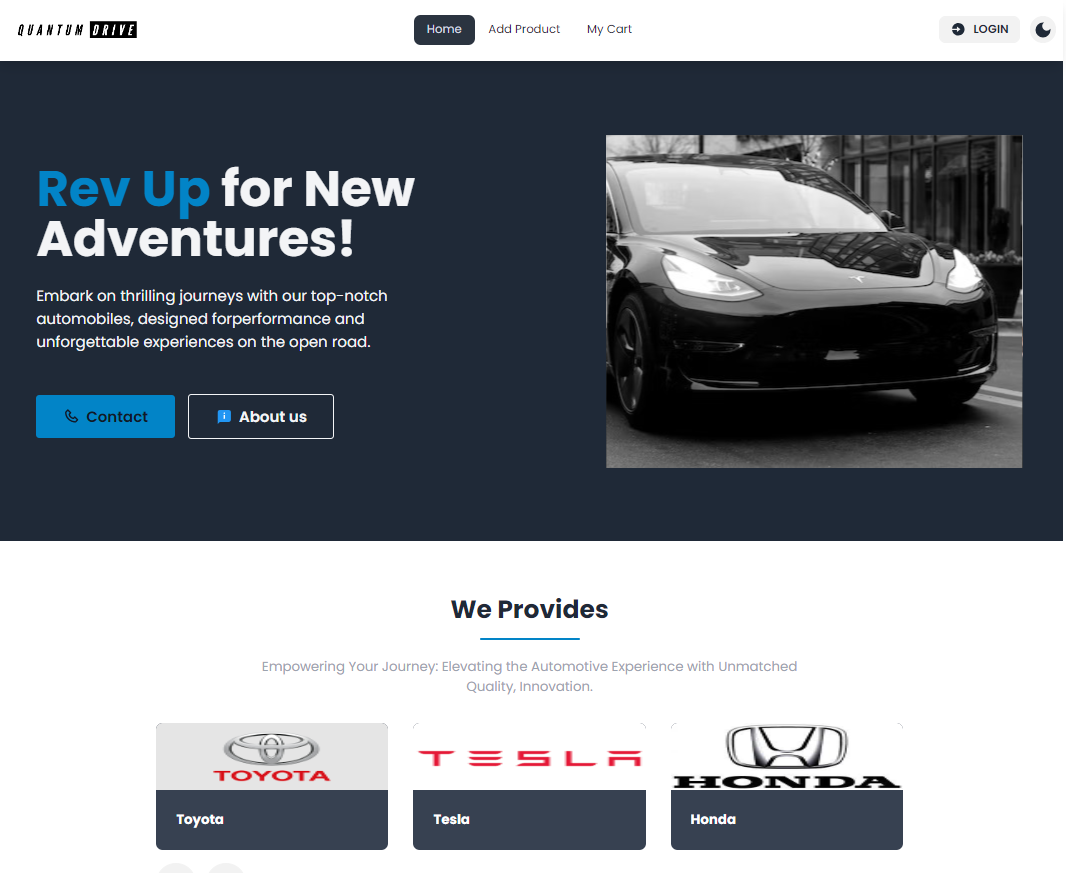 QUANTUM DRIVE
Home
Add Product
My Cart
LOGIN
Rev Up for New
Adventures!
Embark on thrilling journeys with our top-notch
automobiles, designed forperformance and
unforgettable experiences on the open road.
Contact
About us
We Provides
Empowering Your Journey: Elevating the Automotive Experience with Unmatched
Quality, Innovation.
TOYOTA
TESLA
HONDA
Toyota
Tesla
Honda